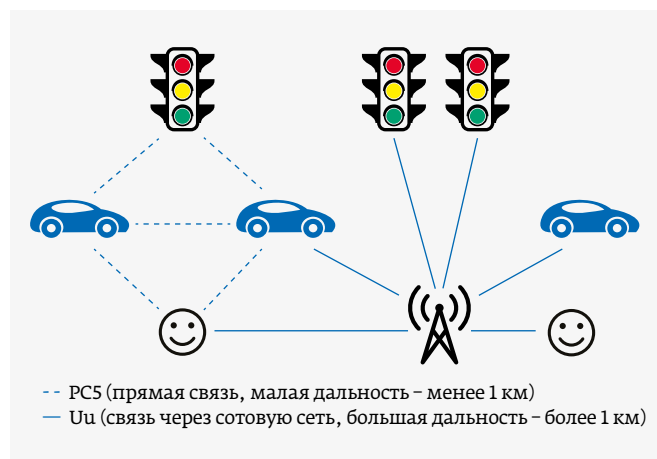 -- PC5 (прямая связь, малая дальность – менее 1 км)
— Uu (связь через сотовую сеть, большая дальность – более 1 км)